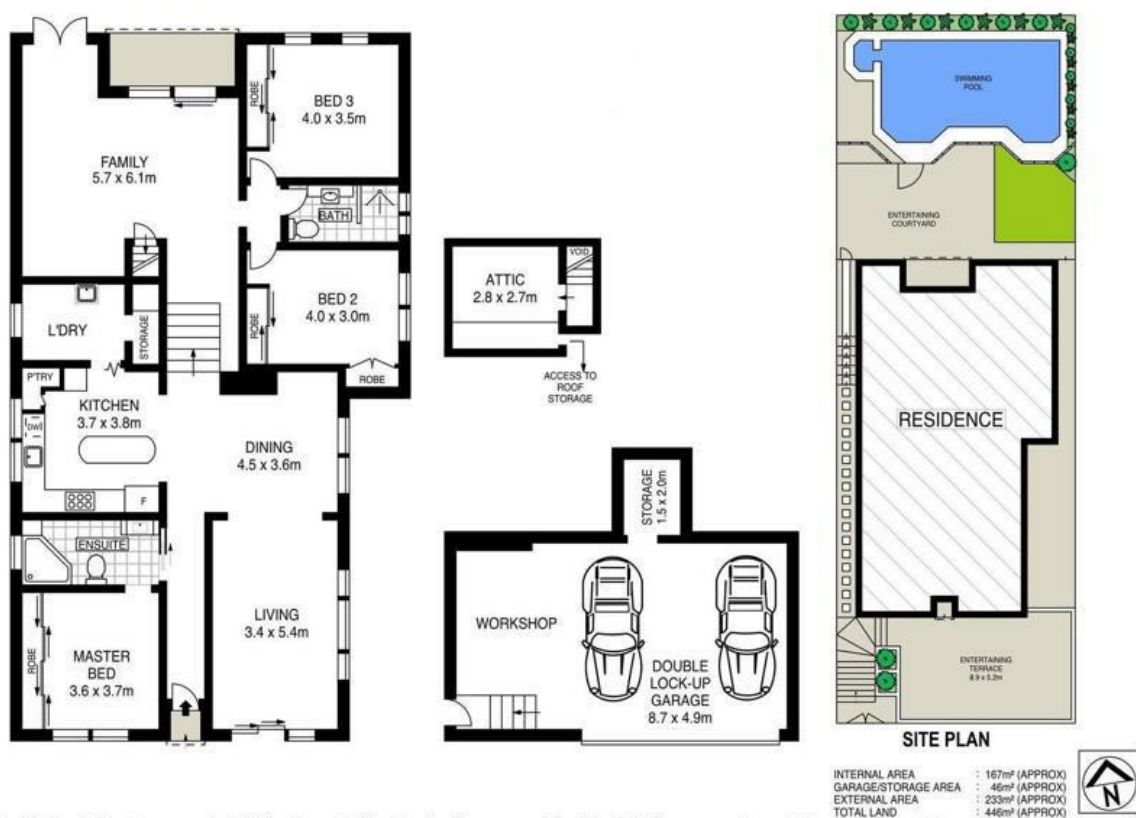 FAMILY
5.7 x 6.1m
ROBE
BED 3
4.0 x 3.5m
BATH
BED 2
4.0 x 3.0m
ROBE
ROBE
L'DRY
STORAGE
P'TRY
KITCHEN
3.7 x 3.8m
DW
F
DINING
4.5 x 3.6m
ENSUITE
LIVING
3.4 x 5.4m
ROBE
MASTER
BED
3.6 x 3.7m
ATTIC
2.8 x 2.7m
VOID
ACCESS TO
ROOF
STORAGE
STORAGE
1.5 x 2.0m
WORKSHOP
DOUBLE
LOCK-UP
GARAGE
8.7 x 4.9m
SWIMMING
POOL
ENTERTAINING
COURTYARD
RESIDENCE
ENTERTAINING
TERRACE
8.9 x 5.2m
SITE PLAN
INTERNAL AREA : 167m² (APPROX)
GARAGE/STORAGE AREA : 46m² (APPROX)
EXTERNAL AREA : 233m² (APPROX)
TOTAL LAND : 446m² (APPROX)
N